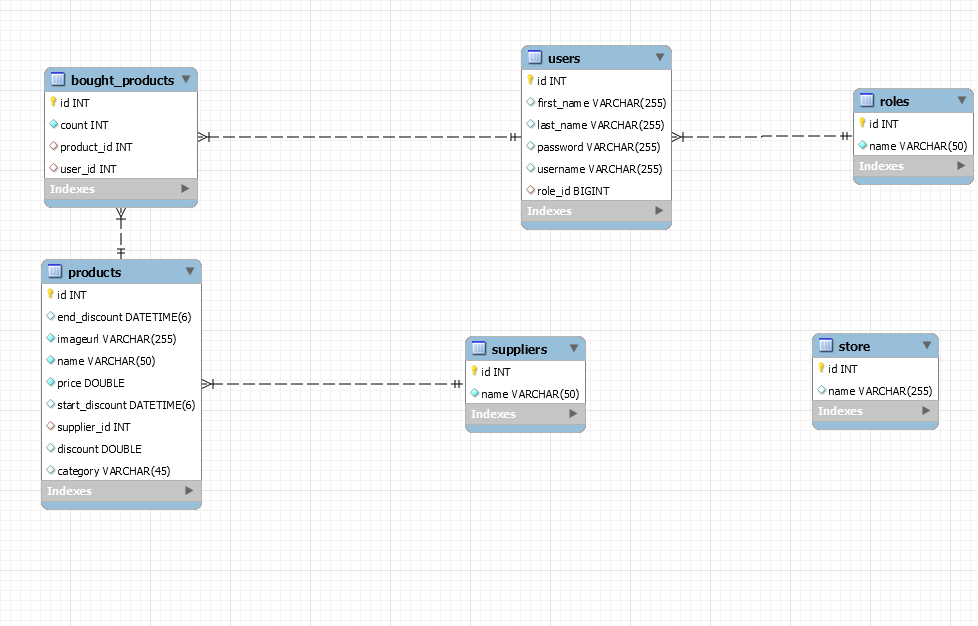 bought_products
id INT
count INT
product_id INT
user_id INT
Indexes
users
id INT
first_name VARCHAR(255)
last_name VARCHAR(255)
password VARCHAR(255)
username VARCHAR(255)
role_id BIGINT
Indexes
roles
id INT
name VARCHAR(50)
Indexes
products
id INT
end_discount DATETIME(6)
imageurl VARCHAR(255)
name VARCHAR(50)
price DOUBLE
start_discount DATETIME(6)
supplier_id INT
discount DOUBLE
category VARCHAR(45)
Indexes
suppliers
id INT
name VARCHAR(50)
Indexes
store
id INT
name VARCHAR(255)
Indexes